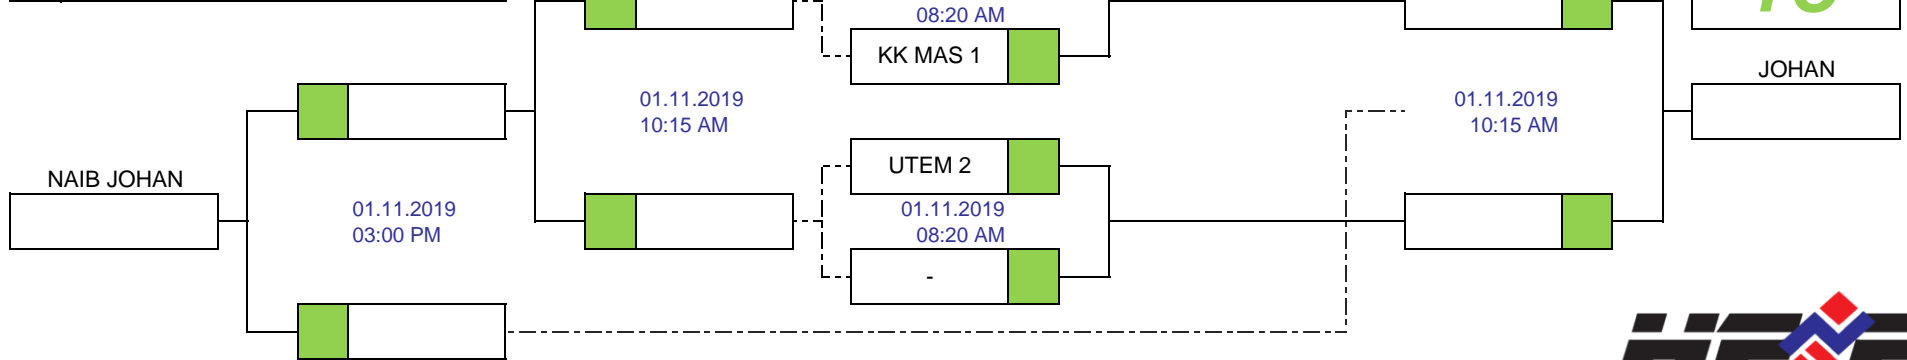 08:20 AM
KK MAS 1
JOHAN
01.11.2019
10:15 AM
01.11.2019
10:15 AM
UTEM 2
NAIB JOHAN
01.11.2019
03:00 PM
01.11.2019
08:20 AM
-